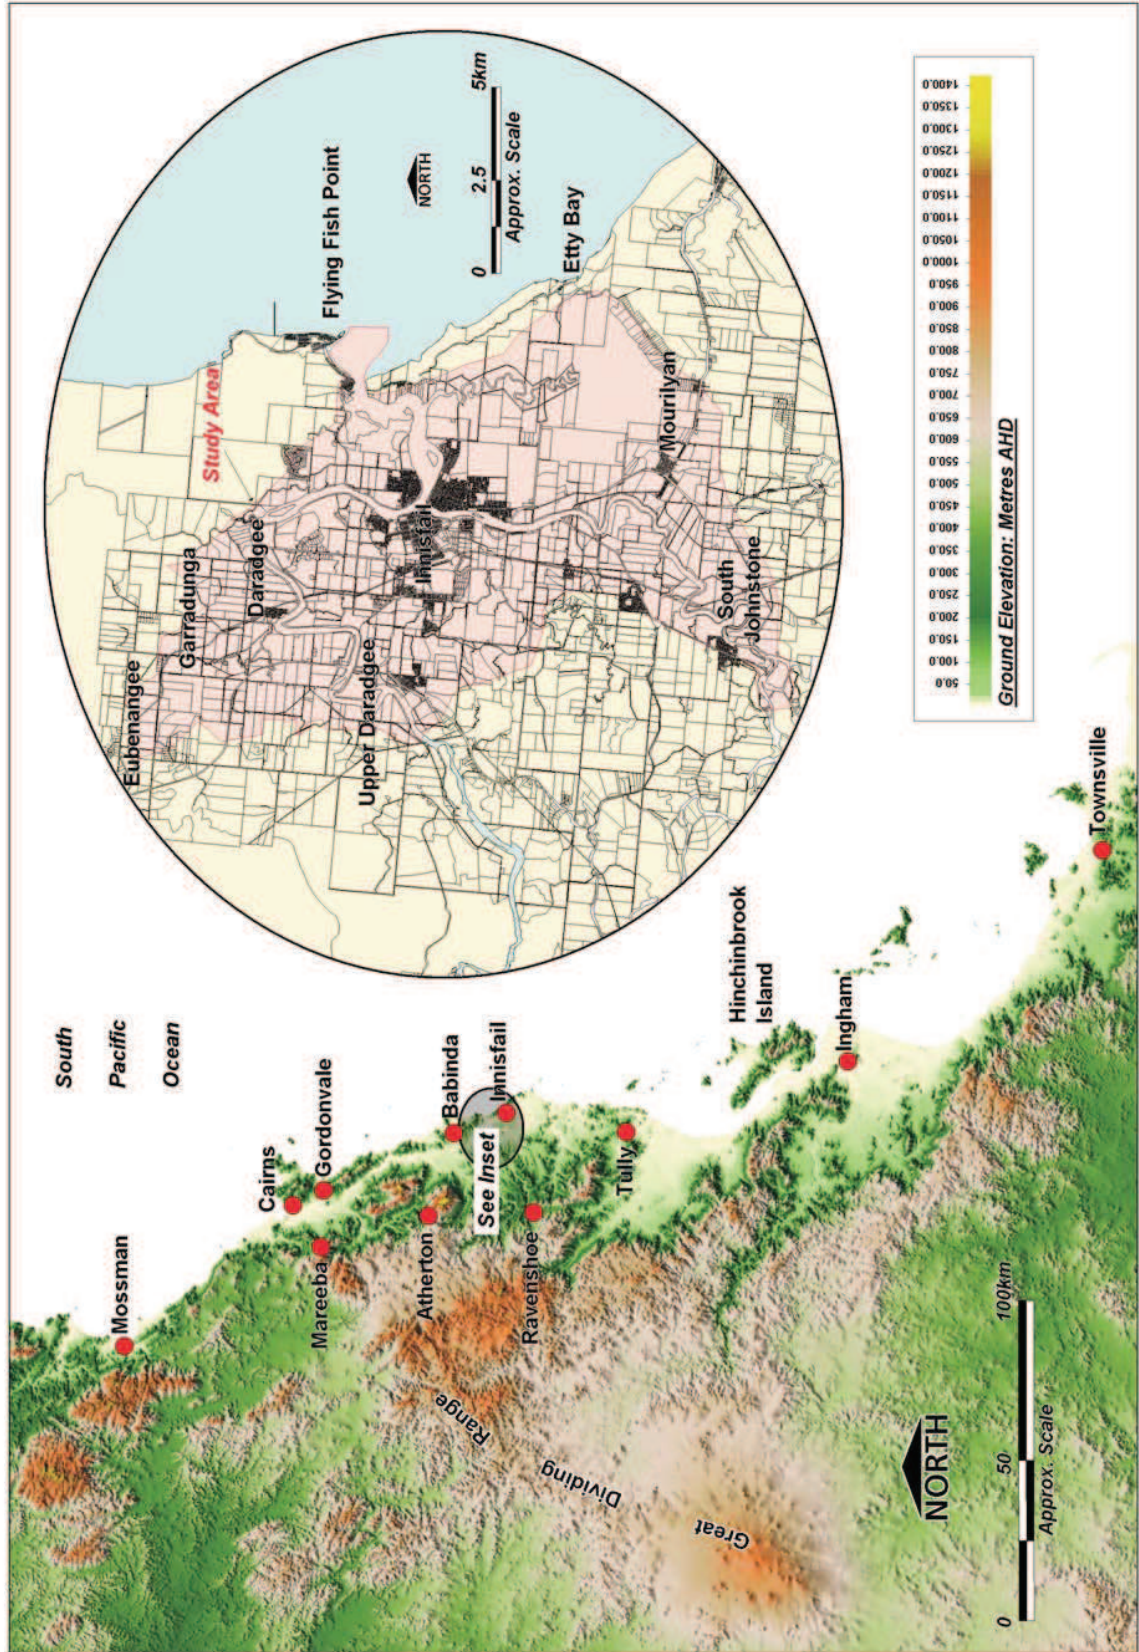 South
Pacific
Ocean
Mossman
Cairns
Gordonvale
Mareeba
Babinda
Atherton
Innisfail
See Inset
Ravenshoe
Tully
Hinchinbrook
Island
Ingham
Townsville
Great
Dividing
Range
NORTH
0
50
100km
Approx. Scale
Study Area
Eubenangee
Garradunga
Daradgee
Upper Daradgee
Innisfail
Flying Fish Point
Etty Bay
Mourilyan
South
Johnstone
NORTH
0
2.5
5km
Approx. Scale
50.0
100.0
150.0
200.0
250.0
300.0
350.0
400.0
450.0
500.0
550.0
600.0
650.0
700.0
750.0
800.0
850.0
900.0
950.0
1000.0
1050.0
1100.0
1150.0
1200.0
1250.0
1300.0
1350.0
1400.0
Ground Elevation: Metres AHD